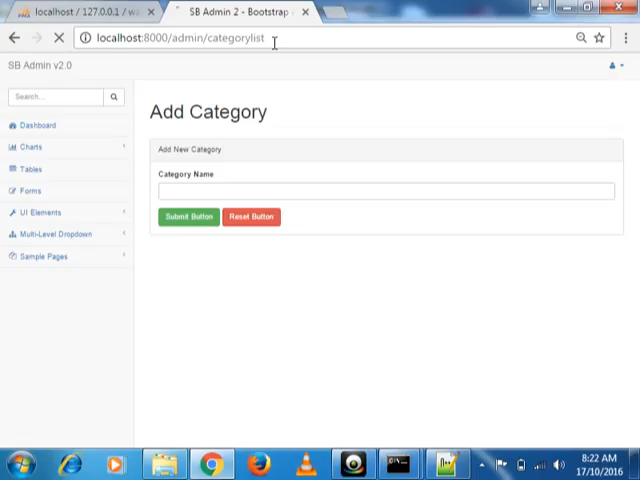 localhost / 127.0.0.1 / wa
SB Admin 2 - Bootstrap
localhost:8000/admin/categorylist
SB Admin v2.0
Search...
Add Category
Dashboard
Charts
Tables
Forms
UI Elements
Multi-Level Dropdown
Sample Pages
Add New Category
Category Name
Submit Button
Reset Button
8:22 AM
17/10/2016